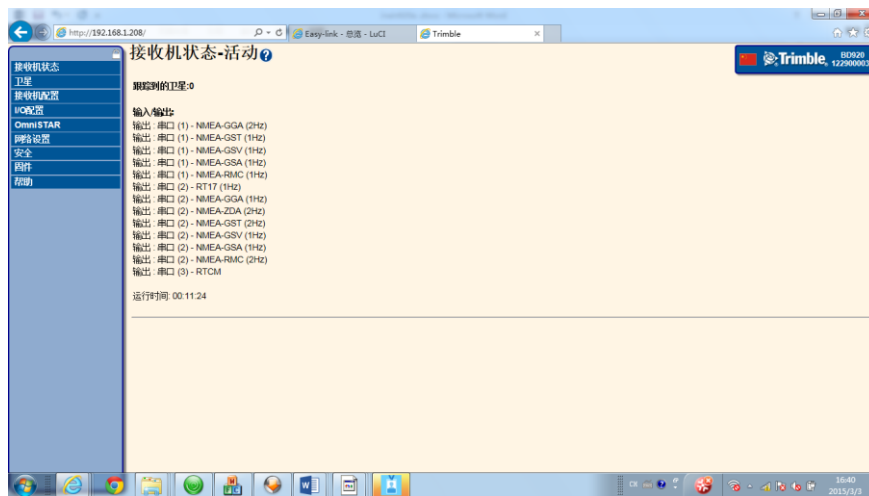 http://192.168.1.208/
Easy-link - 总览 - LuCI
Trimble
接收机状态-活动
Trimble
BD920
122900003
接收机状态
卫星
接收机配置
I/O配置
OmniSTAR
网络设置
安全
固件
帮助
跟踪到的卫星:0
输入/输出:
输出 : 串口 (1) - NMEA-GGA (2Hz)
输出 : 串口 (1) - NMEA-GST (1Hz)
输出 : 串口 (1) - NMEA-GSV (1Hz)
输出 : 串口 (1) - NMEA-GSA (1Hz)
输出 : 串口 (1) - NMEA-RMC (1Hz)
输出 : 串口 (2) - RT17 (1Hz)
输出 : 串口 (2) - NMEA-GGA (1Hz)
输出 : 串口 (2) - NMEA-ZDA (2Hz)
输出 : 串口 (2) - NMEA-GST (2Hz)
输出 : 串口 (2) - NMEA-GSV (1Hz)
输出 : 串口 (2) - NMEA-GSA (1Hz)
输出 : 串口 (2) - NMEA-RMC (2Hz)
输出 : 串口 (3) - RTCM
运行时间: 00:11:24
16:40
2015/3/3